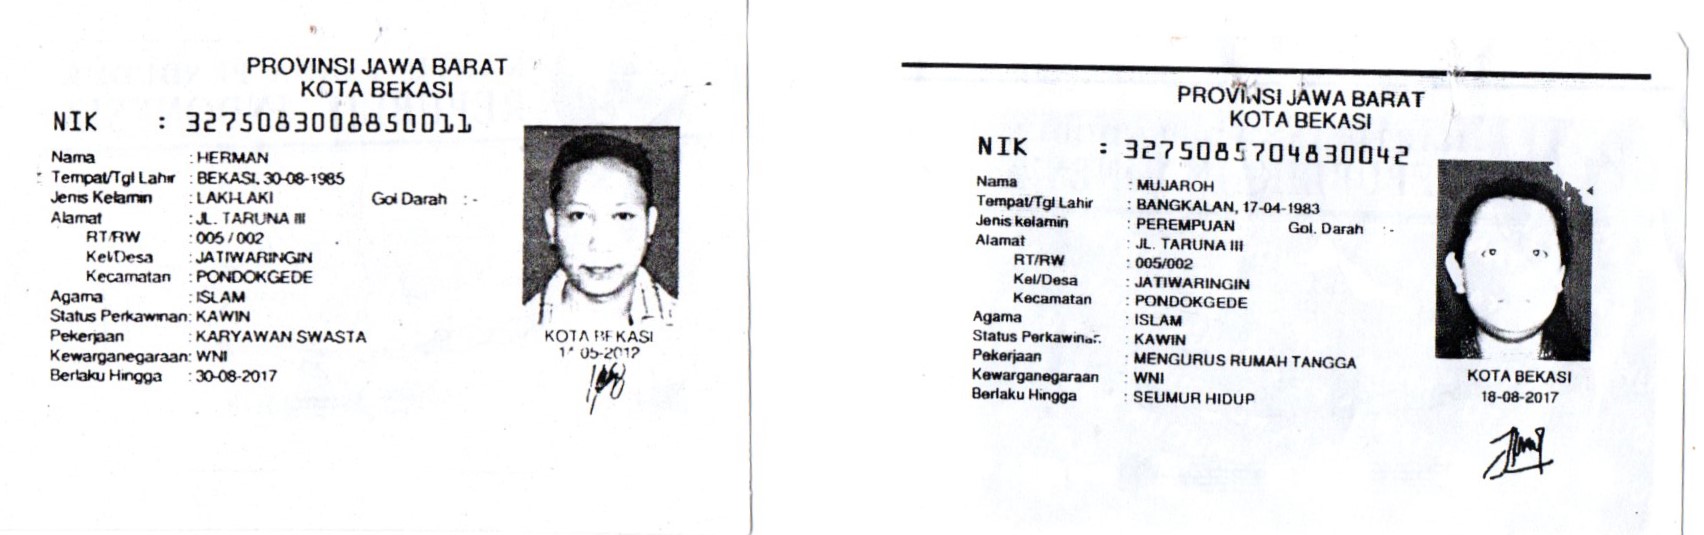 PROVINSI JAWA BARAT
KOTA BEKASI
NIK : 3275083008850011
Nama : HERMAN
Tempat/Tgl Lahir : BEKASI, 30-08-1985
Jenis Kelamin : LAKI-LAKI Gol Darah : -
Alamat : JL. TARUNA III
RT/RW : 005 / 002
Kel/Desa : JATIWARINGIN
Kecamatan : PONDOKGEDE
Agama : ISLAM
Status Perkawinan: KAWIN
Pekerjaan : KARYAWAN SWASTA
Kewarganegaraan: WNI
Berlaku Hingga : 30-08-2017
KOTA BEKASI
PROVINSI JAWA BARAT
KOTA BEKASI
NIK : 3275085704830042
Nama : MUJAROH
Tempat/Tgl Lahir : BANGKALAN, 17-04-1983
Jenis kelamin : PEREMPUAN Gol. Darah : -
Alamat : JL. TARUNA III
RT/RW : 005/002
Kel/Desa : JATIWARINGIN
Kecamatan : PONDOKGEDE
Agama : ISLAM
Status Perkawinan : KAWIN
Pekerjaan : MENGURUS RUMAH TANGGA
Kewarganegaraan : WNI
Berlaku Hingga : SEUMUR HIDUP
KOTA BEKASI
18-08-2017